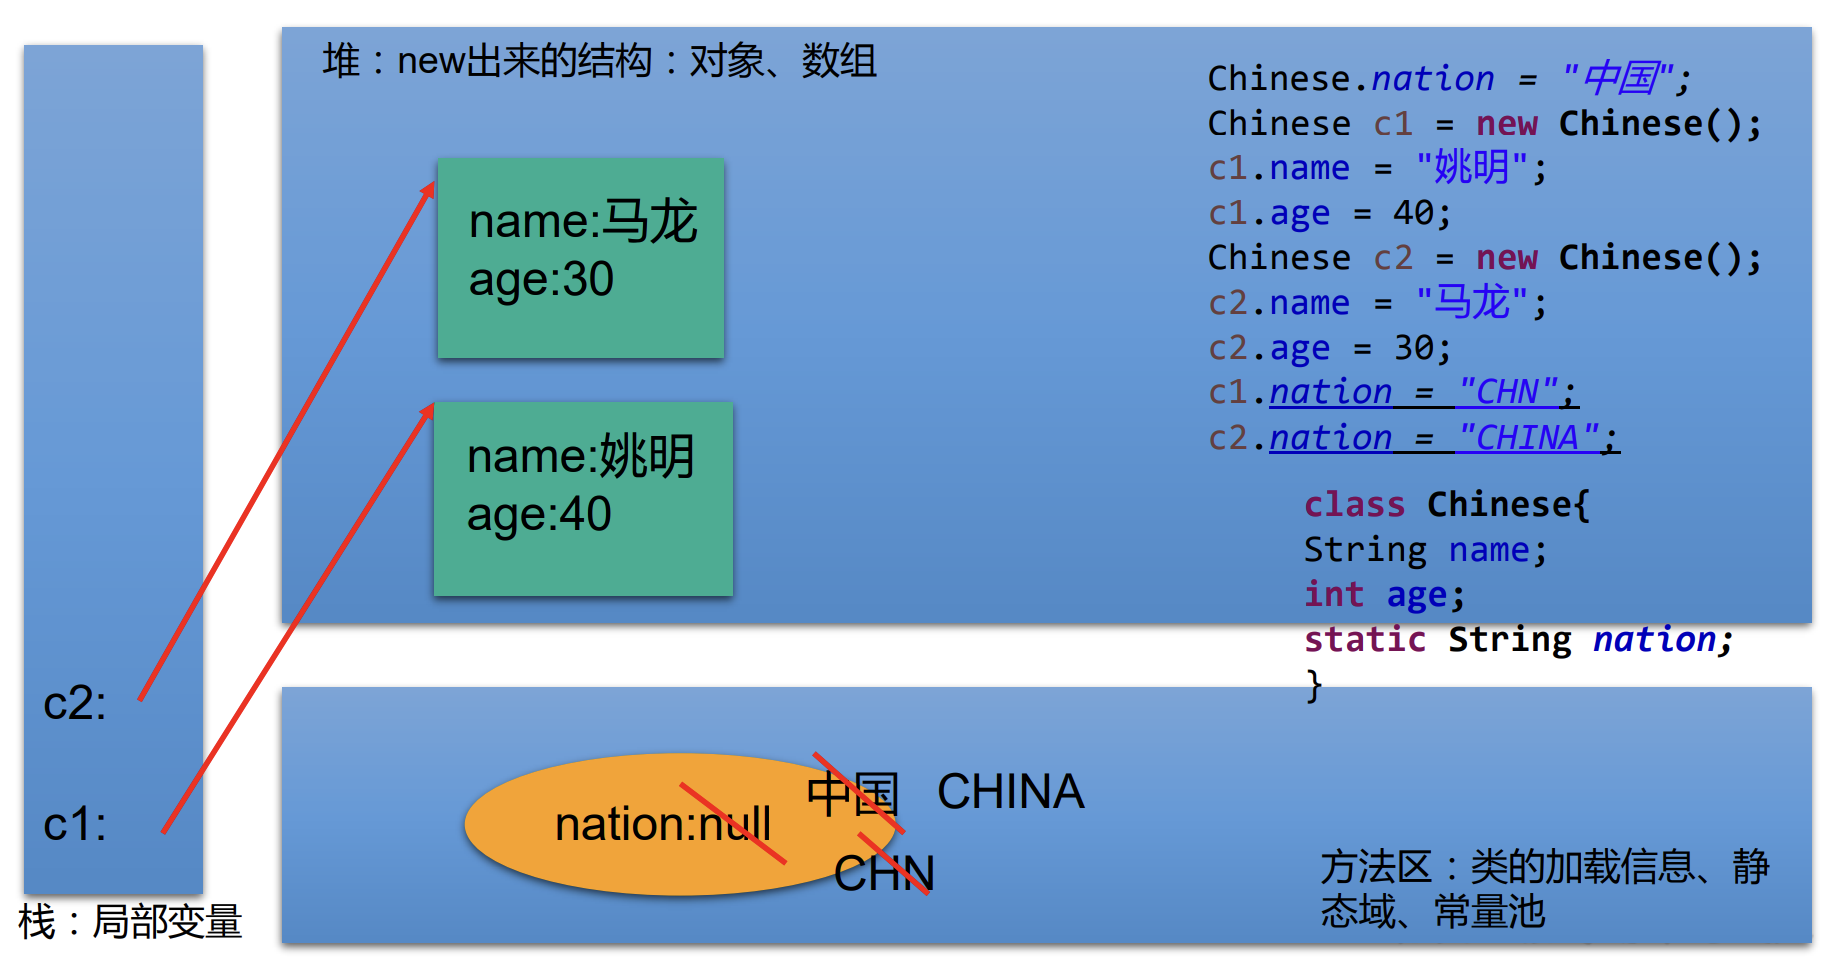 堆：new出来的结构：对象、数组
name:马龙
age:30
name:姚明
age:40
Chinese.nation = "中国";
Chinese c1 = new Chinese();
c1.name = "姚明";
c1.age = 40;
Chinese c2 = new Chinese();
c2.name = "马龙";
c2.age = 30;
c1.nation = "CHN";
c2.nation = "CHINA";
class Chinese{
String name;
int age;
static String nation;
}
c2:
c1:
栈：局部变量
nation:null
中国 CHINA
CHN
方法区：类的加载信息、静
态域、常量池